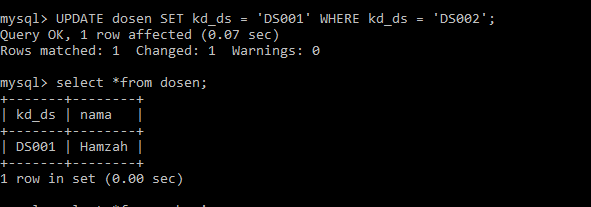 mysql> UPDATE dosen SET kd_ds = 'DS001' WHERE kd_ds = 'DS002';
Query OK, 1 row affected (0.07 sec)
Rows matched: 1  Changed: 1  Warnings: 0
mysql> select *from dosen;
+-------+--------+
| kd_ds | nama   |
+-------+--------+
| DS001 | Hamzah |
+-------+--------+
1 row in set (0.00 sec)